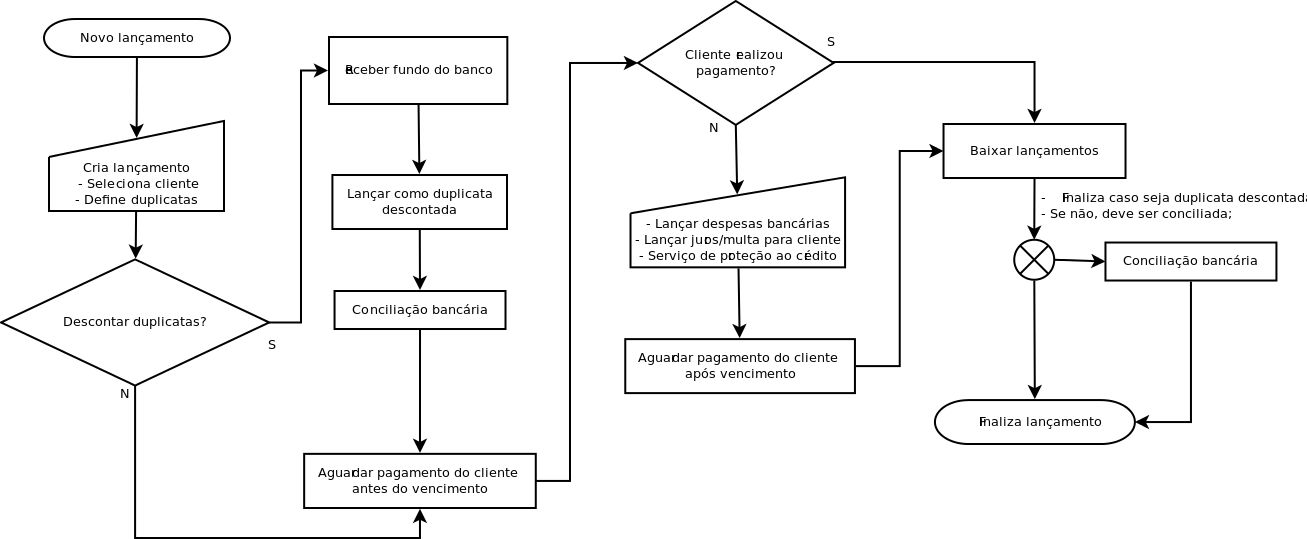 Novo lançamento
Cria lançamento
- Seleciona cliente
- Define duplicatas
Descontar duplicatas?
S
N
Receber fundo do banco
Lançar como duplicata
descontada
Conciliação bancária
Aguardar pagamento do cliente
antes do vencimento
Cliente realizou
pagamento?
S
N
- Lançar despesas bancárias
- Lançar juros/multa para cliente
- Serviço de proteção ao crédito
Aguardar pagamento do cliente
após vencimento
Baixar lançamentos
- Finaliza caso seja duplicata descontada
- Se não, deve ser conciliada;
Conciliação bancária
Finaliza lançamento